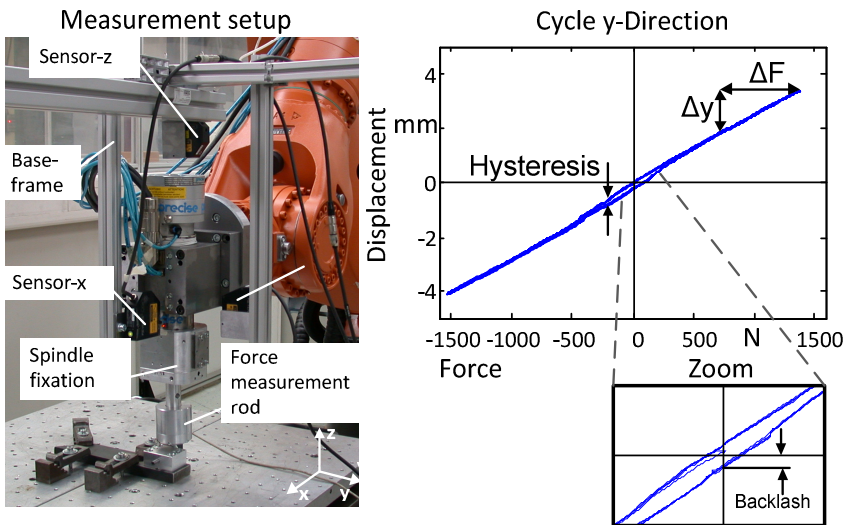 Measurement setup
Sensor-z
Base-
frame
Sensor-x
Spindle
fixation
Force
measurement
rod
precise
z
x
y
Cycle y-Direction
Displacement
mm
4
0
-2
-4
ΔF
Δy
Hysteresis
-1500 -1000 -500 0 500 N 1500
Force
Zoom
Backlash